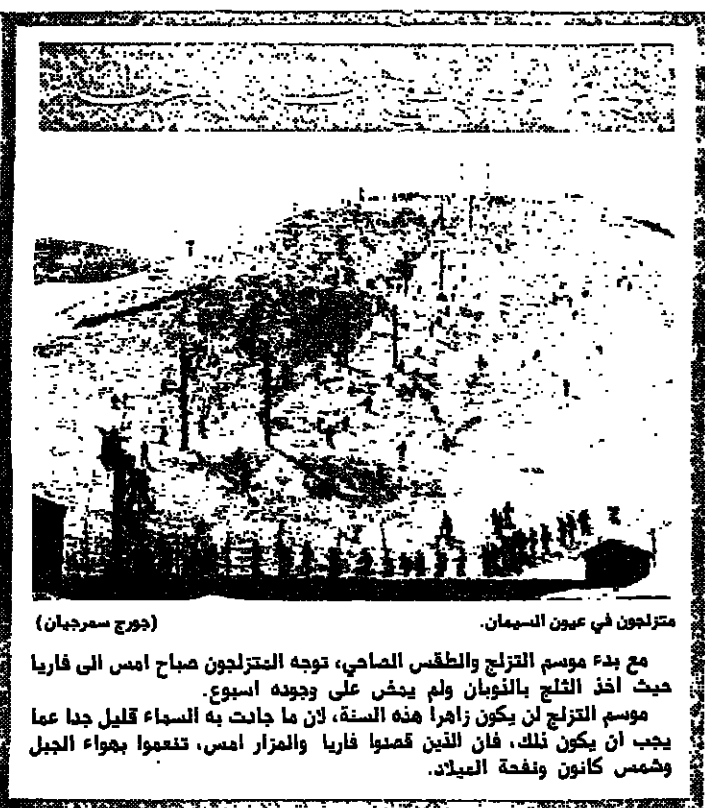 متزلجون في عيون السيمان. (جورج سمرجيان)
مع بدء موسم التزلج والطقس الصاحي، توجه المتزلجون صباح امس الى فاريا
حيث اخذ الثلج بالذوبان ولم يمض على وجوده اسبوع.
موسم التزلج لن يكون زاهرا هذه السنة، لان ما جادت به السماء قليل جدا عما
يجب ان يكون ذلك، فان الذين قصدوا فاريا والمزار امس، تنعموا بهواء الجبل
وشمس كانون ونفحة الميلاد.